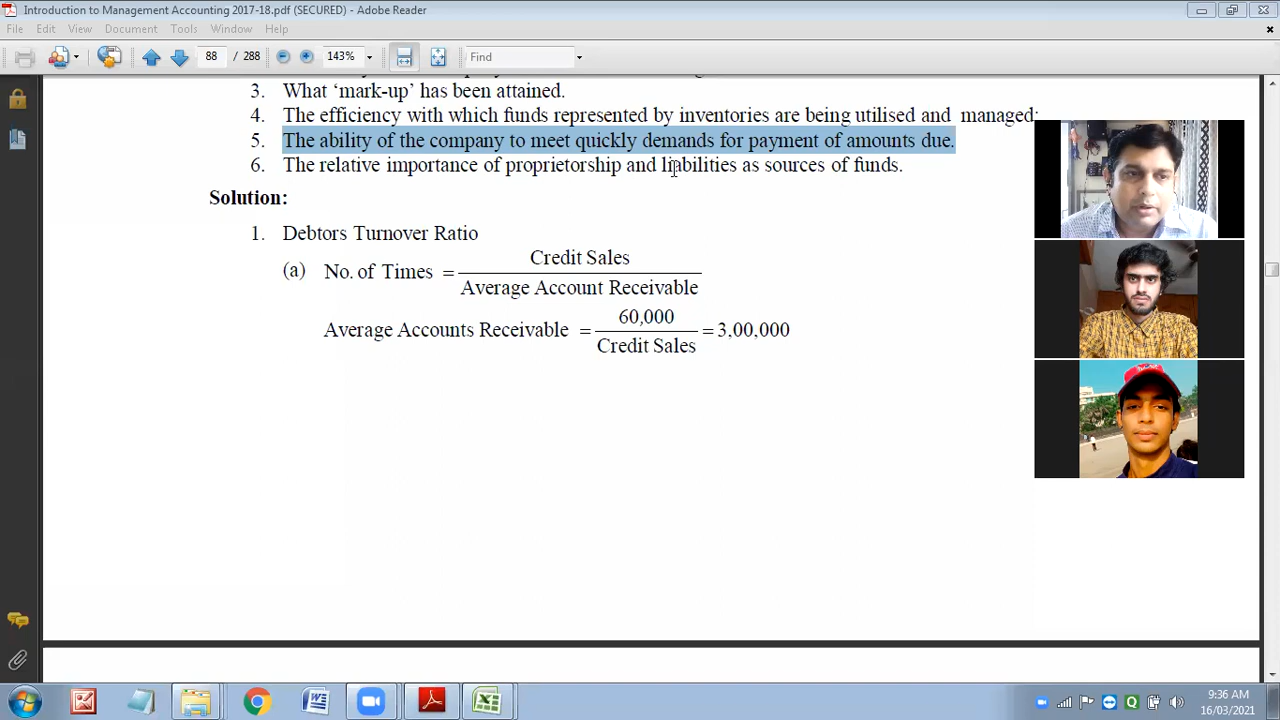 Introduction to Management Accounting 2017-18.pdf (SECURED) - Adobe Reader
File Edit View Document Tools Window Help
88 / 288 143% Find
3. What ‘mark-up’ has been attained.
4. The efficiency with which funds represented by inventories are being utilised and managed;
5. The ability of the company to meet quickly demands for payment of amounts due.
6. The relative importance of proprietorship and liabilities as sources of funds.
Solution:
1. Debtors Turnover Ratio
(a) No. of Times = Credit Sales
Average Account Receivable
Average Accounts Receivable = 60,000
Credit Sales = 3,00,000
9:36 AM
16/03/2021